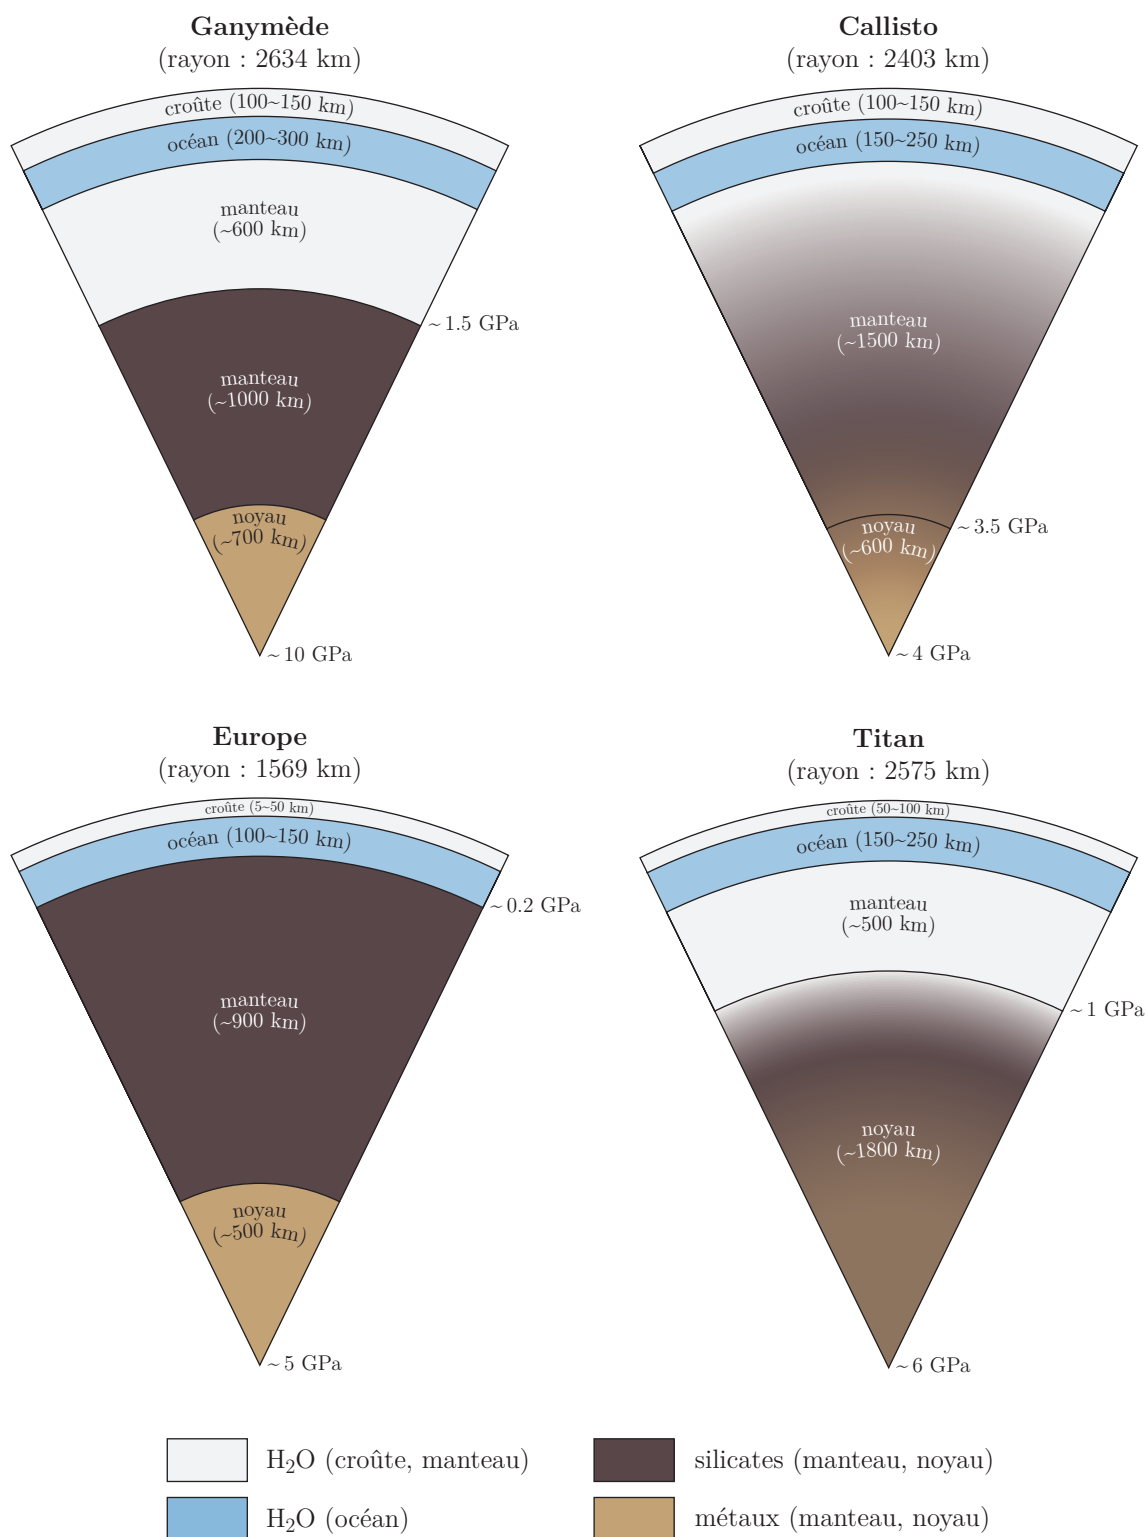 Ganymède
(rayon : 2634 km)
croûte (100~150 km)
océan (200~300 km)
manteau
(~600 km)
~ 1.5 GPa
manteau
(~1000 km)
noyau
(~700 km)
~ 10 GPa
Callisto
(rayon : 2403 km)
croûte (100~150 km)
océan (150~250 km)
manteau
(~1500 km)
~ 3.5 GPa
noyau
(~600 km)
~ 4 GPa
Europe
(rayon : 1569 km)
croûte (5~50 km)
océan (100~150 km)
~ 0.2 GPa
manteau
(~900 km)
noyau
(~500 km)
~ 5 GPa
Titan
(rayon : 2575 km)
croûte (50~100 km)
océan (150~250 km)
manteau
(~500 km)
~ 1 GPa
noyau
(~1800 km)
~ 6 GPa
H₂O (croûte, manteau)
silicates (manteau, noyau)
H₂O (océan)
métaux (manteau, noyau)